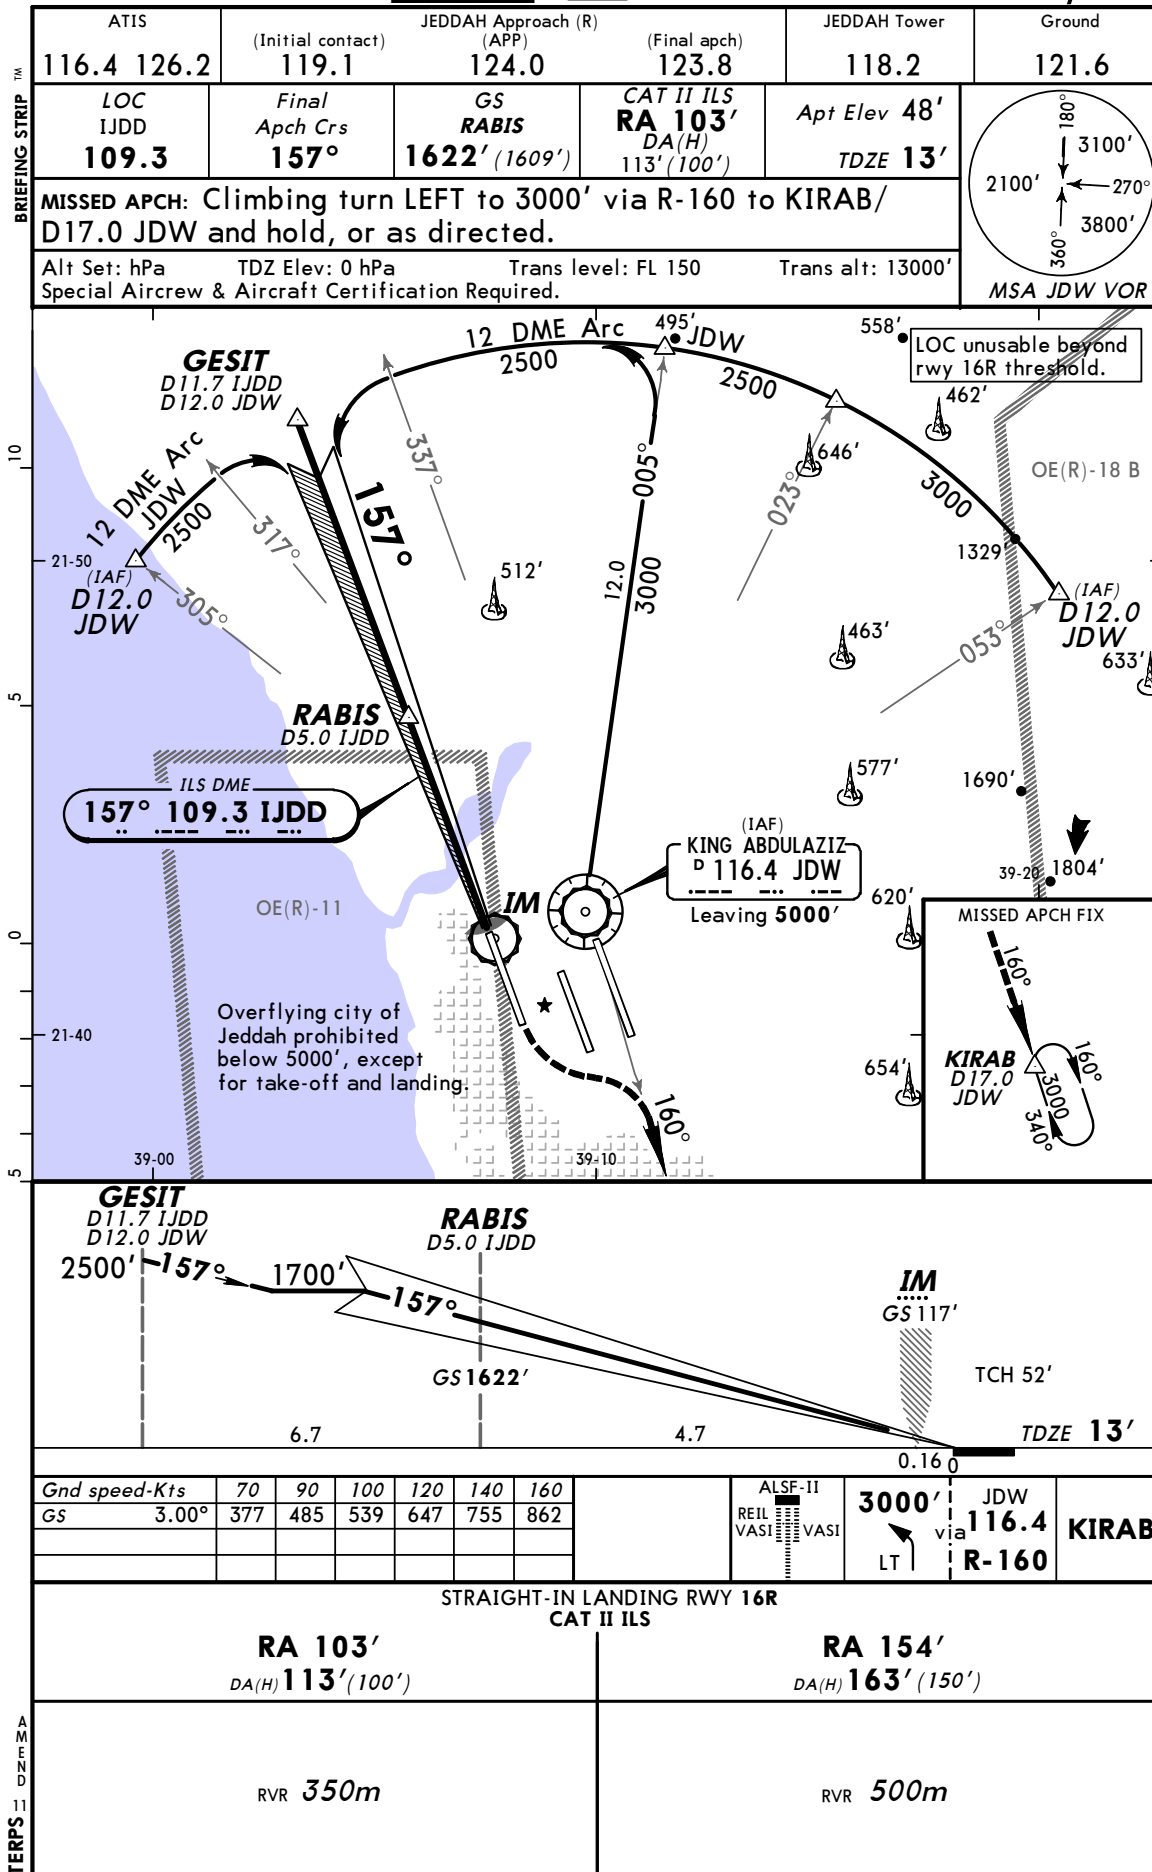 BRIEFING STRIP TM
ATIS
116.4 126.2
JEDDAH Approach (R)
(Initial contact) (APP) (Final apch)
119.1 124.0 123.8
JEDDAH Tower
118.2
Ground
121.6
LOC
IJDD
109.3
Final
Apch Crs
157°
GS
RABIS
1622' (1609')
CAT II ILS
RA 103'
DA(H)
113' (100')
Apt Elev 48'
TDZE 13'
MISSED APCH: Climbing turn LEFT to 3000' via R-160 to KIRAB/
D17.0 JDW and hold, or as directed.
Alt Set: hPa TDZ Elev: 0 hPa Trans level: FL 150 Trans alt: 13000'
Special Aircrew & Aircraft Certification Required.
180°
3100'
2100'
270°
3800'
360°
MSA JDW VOR
12 DME Arc JDW
2500
2500
3000
495'
558'
LOC unusable beyond
rwy 16R threshold.
462'
646'
OE(R)-18 B
1329'
GESIT
D11.7 IJDD
D12.0 JDW
12 DME Arc
JDW
2500
10
21-50
(IAF)
D12.0
JDW
305°
317°
337°
157°
005°
12.0
3000
023°
053°
(IAF)
D12.0
JDW
633'
512'
463'
5
RABIS
D5.0 IJDD
ILS DME
157° 109.3 IJDD
577'
1690'
(IAF)
KING ABDULAZIZ
D 116.4 JDW
Leaving 5000'
39-20
1804'
620'
OE(R)-11
IM
0
Overflying city of
Jeddah prohibited
below 5000', except
for take-off and landing.
21-40
654'
160°
39-00
39-10
5
MISSED APCH FIX
160°
KIRAB
D17.0
JDW
3000
160°
340°
GESIT
D11.7 IJDD
D12.0 JDW
2500'
157°
1700'
RABIS
D5.0 IJDD
157°
GS 1622'
IM
GS 117'
TCH 52'
TDZE 13'
6.7
4.7
0.16
0
Gnd speed-Kts 70 90 100 120 140 160
GS 3.00° 377 485 539 647 755 862
ALSF-II
REIL
VASI VASI
3000'
LT
via
JDW
116.4
R-160
KIRAB
STRAIGHT-IN LANDING RWY 16R
CAT II ILS
RA 103'
DA(H) 113' (100')
RA 154'
DA(H) 163' (150')
RVR 350m
RVR 500m
AMEND 11
TERPS